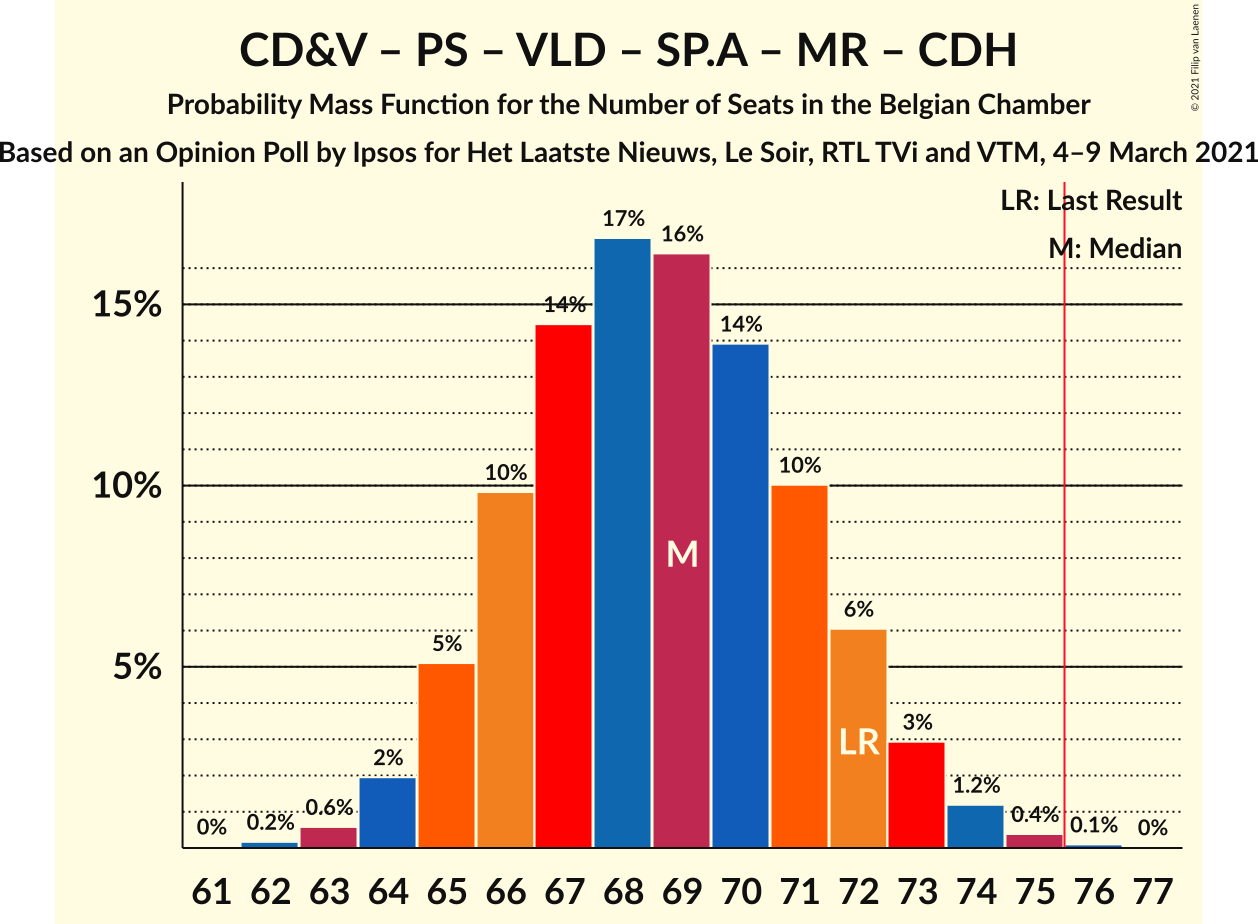 CD&V – PS – VLD – SP.A – MR – CDH
Probability Mass Function for the Number of Seats in the Belgian Chamber
Based on an Opinion Poll by Ipsos for Het Laatste Nieuws, Le Soir, RTL TVi and VTM, 4–9 March 2021
© 2021 Filip van Laenen
LR: Last Result
M: Median
15%
10%
5%
0%
0.2%
0.6%
2%
5%
10%
14%
17%
16%
14%
10%
6%
3%
1.2%
0.4%
0.1%
0%
M
LR
61 62 63 64 65 66 67 68 69 70 71 72 73 74 75 76 77